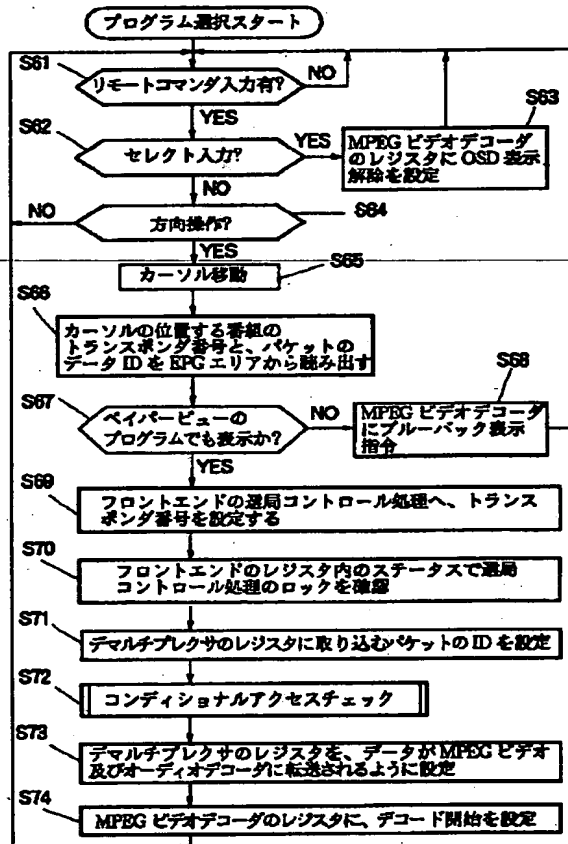 プログラム選択スタート
S61
リモートコマンダ入力有?
NO
YES
S62
セレクト入力?
YES
S63
MPEG ビデオデコーダ
のレジスタに OSD 表示
解除を設定
NO
NO
方向操作?
S64
YES
カーソル移動
S65
S66
カーソルの位置する番組の
トランスポンダ番号と、パケットの
データ ID を EPG エリアから読み出す
S67
ペイパービューの
プログラムでも表示か?
NO
S68
MPEG ビデオデコーダ
にブルーバック表示
指令
YES
S69
フロントエンドの選局コントロール処理へ、トランス
ポンダ番号を設定する
S70
フロントエンドのレジスタ内のステータスで選局
コントロール処理のロックを確認
S71
デマルチプレクサのレジスタに取り込むパケットの ID を設定
S72
コンディショナルアクセスチェック
S73
デマルチプレクサのレジスタを、データが MPEG ビデオ
及びオーディオデコーダに転送されるように設定
S74
MPEG ビデオデコーダのレジスタに、デコード開始を設定